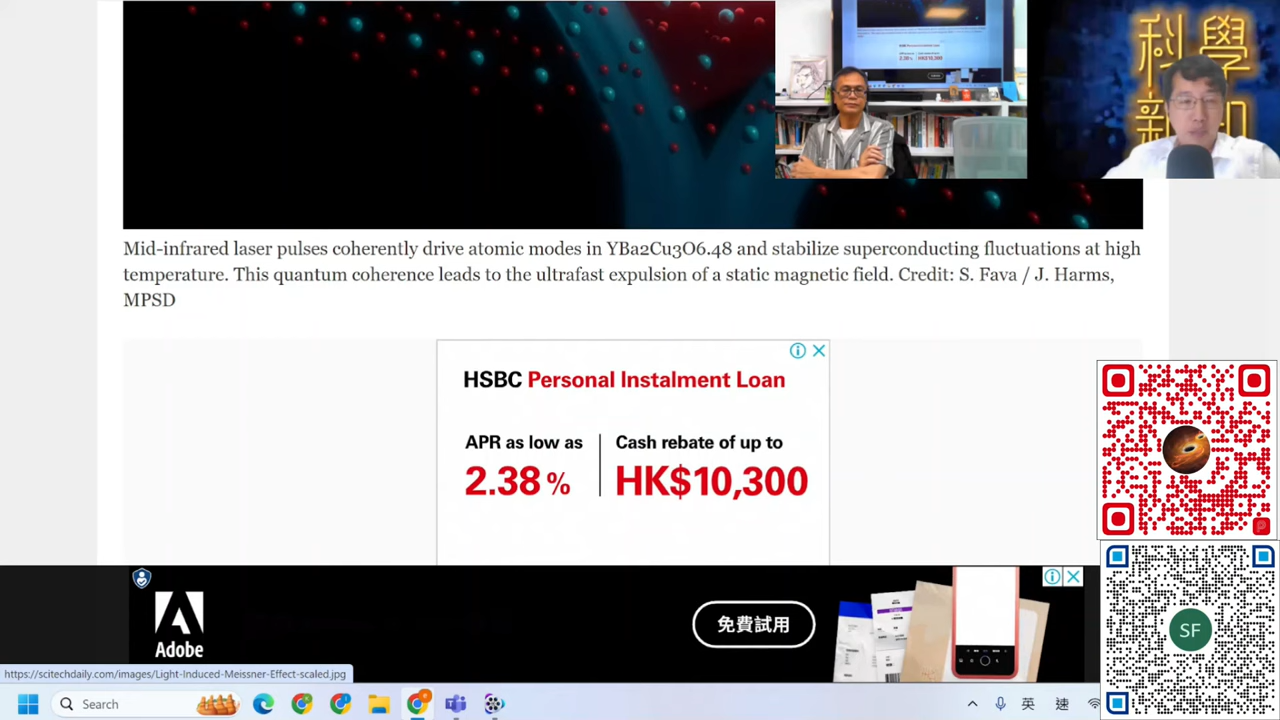 科學
新知
Mid-infrared laser pulses coherently drive atomic modes in YBa2Cu3O6.48 and stabilize superconducting fluctuations at high
temperature. This quantum coherence leads to the ultrafast expulsion of a static magnetic field. Credit: S. Fava / J. Harms,
MPSD
HSBC Personal Instalment Loan
APR as low as
2.38 %
Cash rebate of up to
HK$10,300
Adobe
免費試用
SF
https://scitechdaily.com/images/Light-Induced-Meissner-Effect-scaled.jpg
Search
英
速